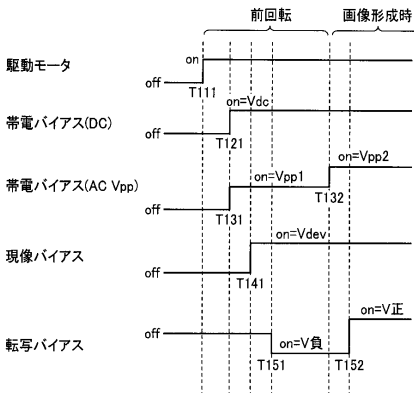 前回転 画像形成時
駆動モータ on
off
T111
帯電バイアス(DC) on=Vdc
off
T121
帯電バイアス(AC Vpp) on=Vpp1 on=Vpp2
off
T131 T132
現像バイアス on=Vdev
off
T141
転写バイアス off on=V正
on=V負
T151 T152